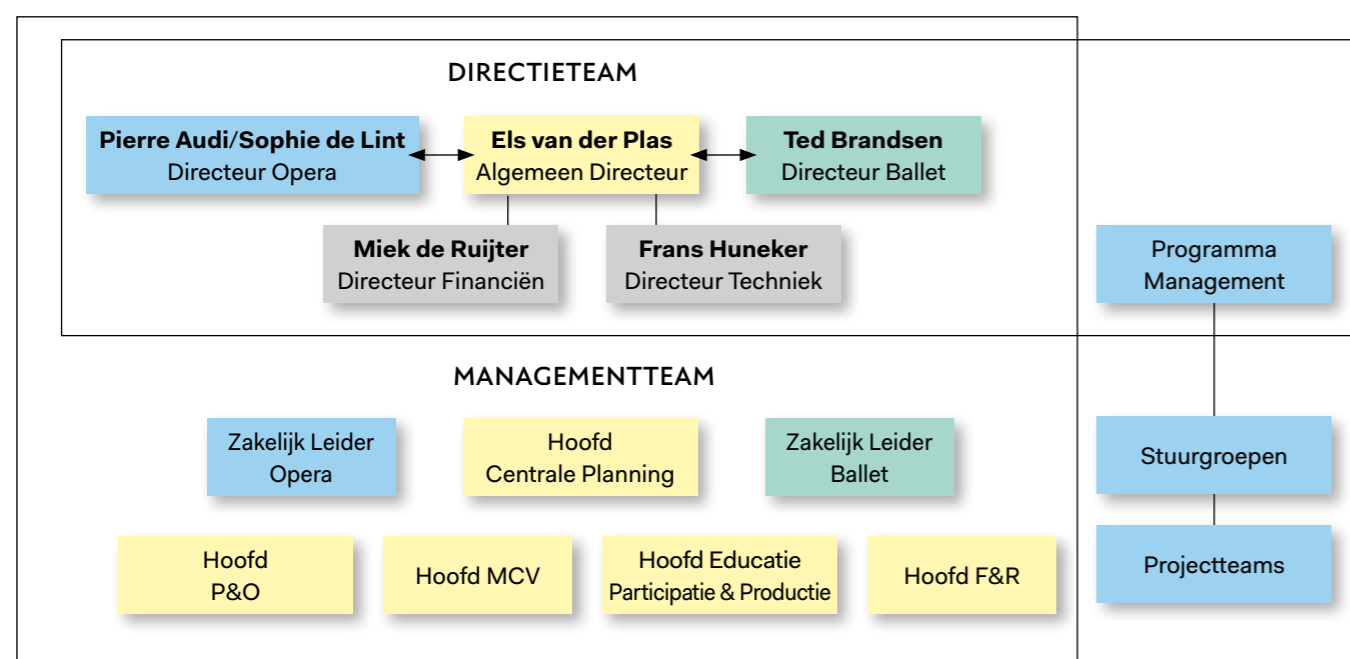 DIRECTIETEAM
Pierre Audi/Sophie de Lint
Directeur Opera
Els van der Plas
Algemeen Directeur
Ted Brandsen
Directeur Ballet
Miek de Ruijter
Directeur Financiën
Frans Huneker
Directeur Techniek
Programma
Management
MANAGEMENTTEAM
Zakelijk Leider
Opera
Hoofd
Centrale Planning
Zakelijk Leider
Ballet
Stuurgroepen
Hoofd
P&O
Hoofd MCV
Hoofd Educatie
Participatie & Productie
Hoofd F&R
Projectteams